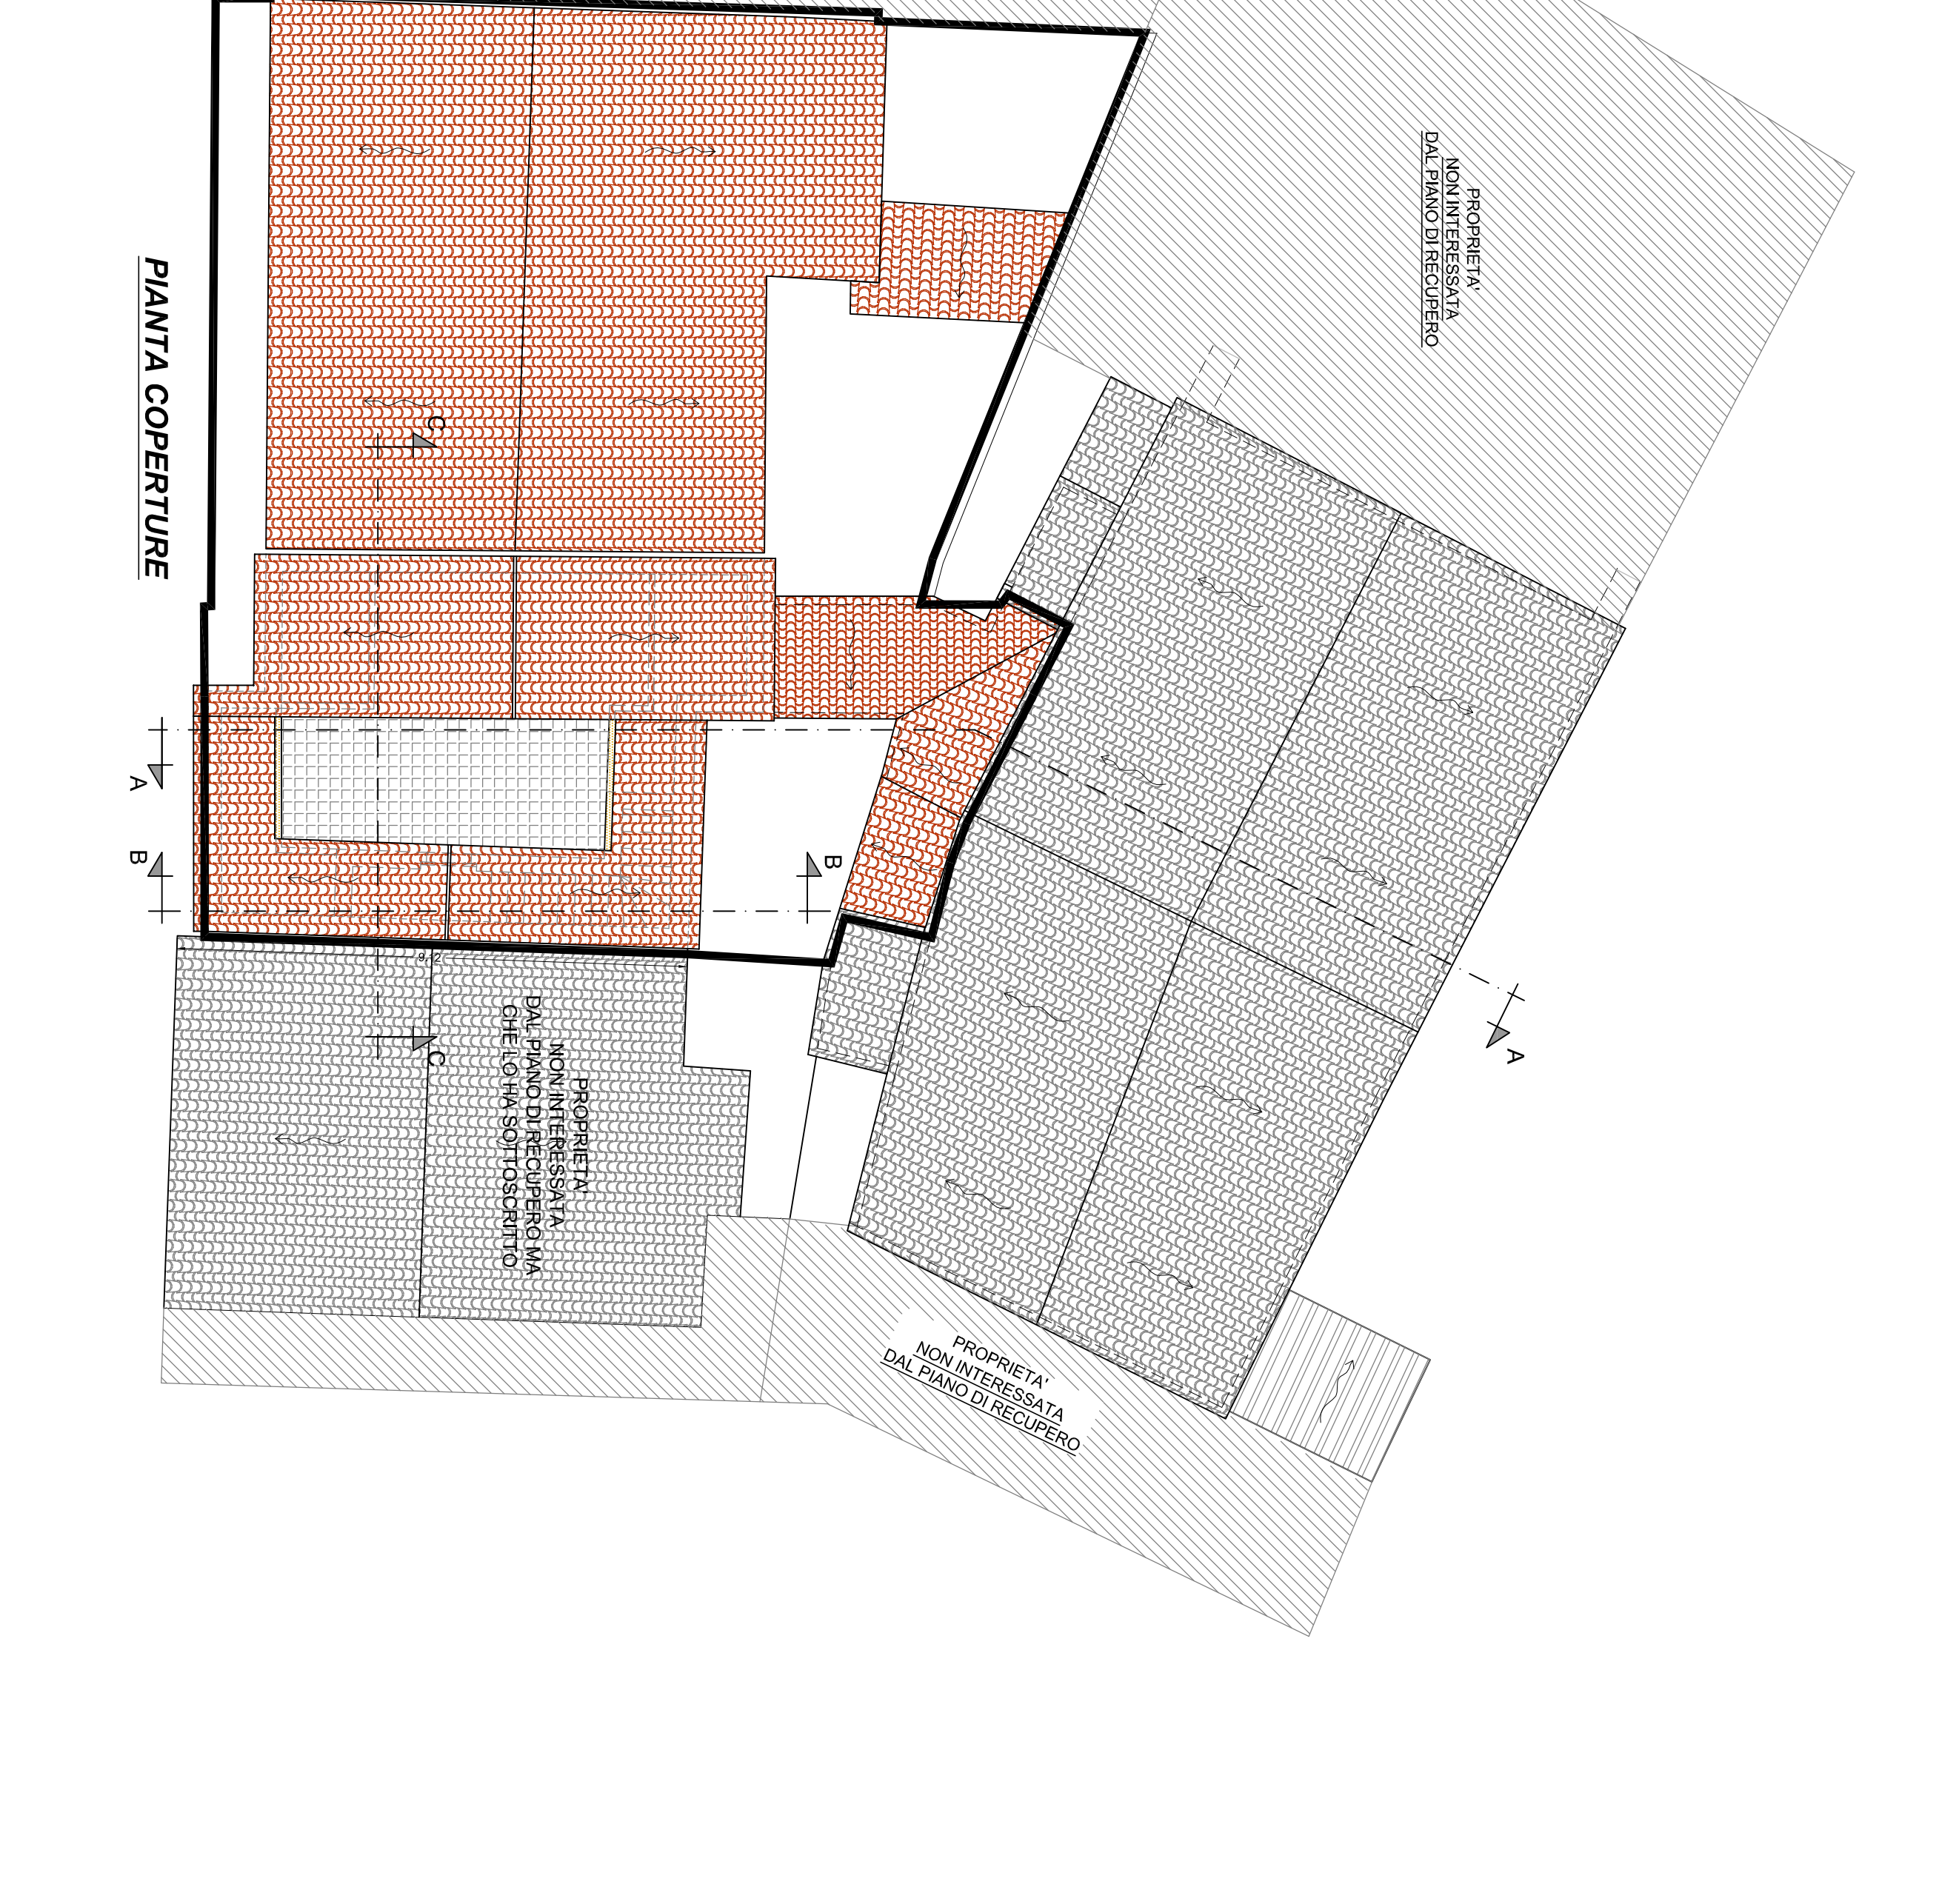 PIANTA COPERTURE
PROPRIETA'
NON INTERESSATA
DAL PIANO DI RECUPERO
C
A
B
B
C
A
PROPRIETA'
NON INTERESSATA
DAL PIANO DI RECUPERO MA
CHE LO HA SOTTOSCRITTO
PROPRIETA'
NON INTERESSATA
DAL PIANO DI RECUPERO